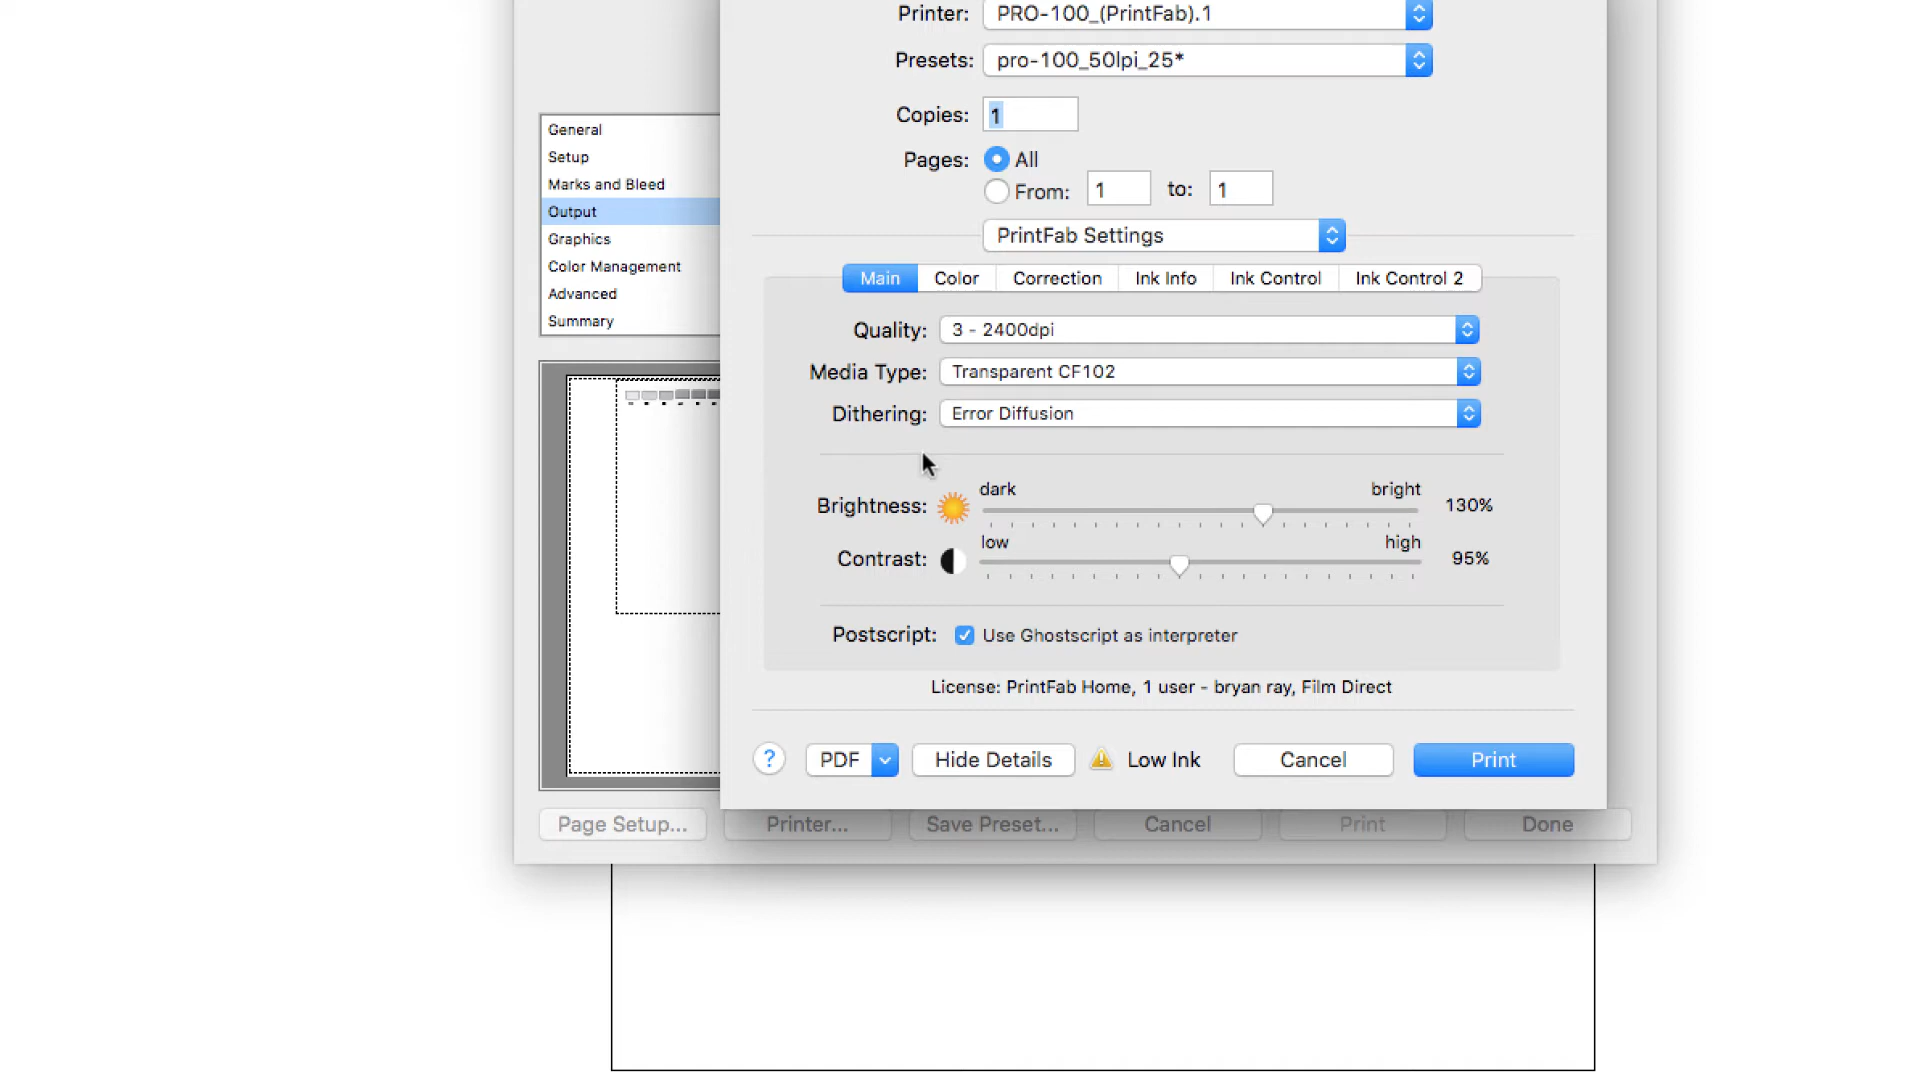 Printer: PRO-100_(PrintFab).1
Presets: pro-100_50lpi_25*
Copies: 1
Pages: All
From: 1 to: 1
PrintFab Settings
Main Color Correction Ink Info Ink Control Ink Control 2
Quality: 3 - 2400dpi
Media Type: Transparent CF102
Dithering: Error Diffusion
dark bright
Brightness: 130%
low high
Contrast: 95%
Postscript: Use Ghostscript as interpreter
License: PrintFab Home, 1 user - bryan ray, Film Direct
? PDF Hide Details Low Ink Cancel Print
General
Setup
Marks and Bleed
Output
Graphics
Color Management
Advanced
Summary
Page Setup... Printer... Save Preset... Cancel Print Done